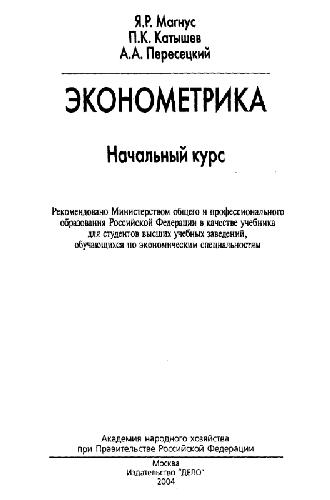 Я.Р. Магнус
П.К. Катышев
А.А. Пересецкий
ЭКОНОМЕТРИКА
Начальный курс
Рекомендовано Министерством общего и профессионального
образования Российской Федерации в качестве учебника
для студентов высших учебных заведений,
обучающихся по экономическим специальностям
Академия народного хозяйства
при Правительстве Российской Федерации
Москва
Издательство "ДЕЛО"
2004